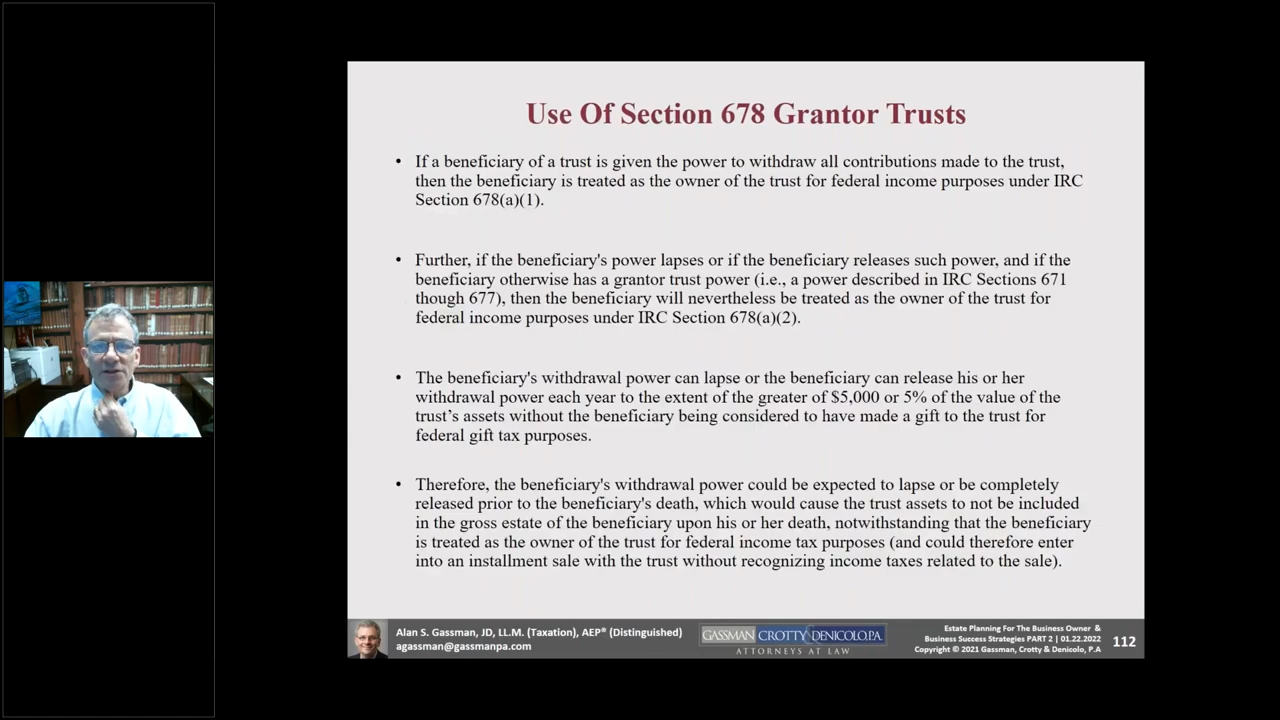 Use Of Section 678 Grantor Trusts
• If a beneficiary of a trust is given the power to withdraw all contributions made to the trust,
then the beneficiary is treated as the owner of the trust for federal income purposes under IRC
Section 678(a)(1).
• Further, if the beneficiary's power lapses or if the beneficiary releases such power, and if the
beneficiary otherwise has a grantor trust power (i.e., a power described in IRC Sections 671
though 677), then the beneficiary will nevertheless be treated as the owner of the trust for
federal income purposes under IRC Section 678(a)(2).
• The beneficiary's withdrawal power can lapse or the beneficiary can release his or her
withdrawal power each year to the extent of the greater of $5,000 or 5% of the value of the
trust’s assets without the beneficiary being considered to have made a gift to the trust for
federal gift tax purposes.
• Therefore, the beneficiary's withdrawal power could be expected to lapse or be completely
released prior to the beneficiary's death, which would cause the trust assets to not be included
in the gross estate of the beneficiary upon his or her death, notwithstanding that the beneficiary
is treated as the owner of the trust for federal income tax purposes (and could therefore enter
into an installment sale with the trust without recognizing income taxes related to the sale).
Alan S. Gassman, JD, LL.M. (Taxation), AEP® (Distinguished)
agassman@gassmanpa.com
GASSMAN CROTTY DENICOLO, P.A.
ATTORNEYS AT LAW
Estate Planning For The Business Owner &
Business Success Strategies PART 2 | 01.22.2022
Copyright © 2021 Gassman, Crotty & Denicolo, P.A
112